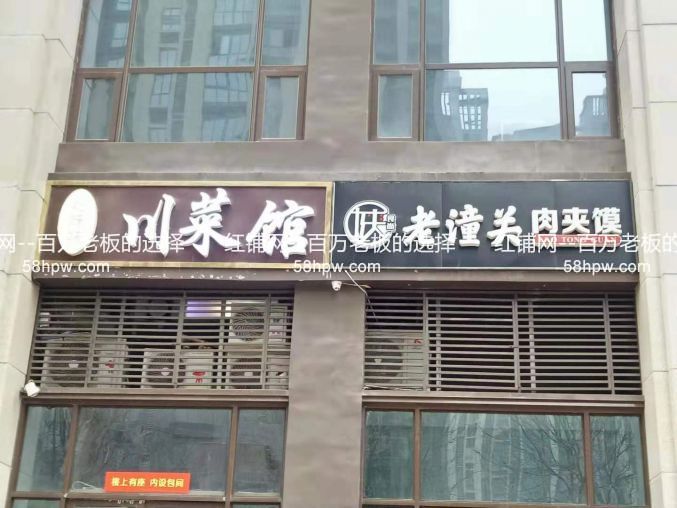 川菜馆
老潼关 肉夹馍
网--百万老板的选择 红铺网--百万老板的选择 红铺网--百万老板的
58hpw.com 58hpw.com 58hpw.com
楼上有座 内设包间